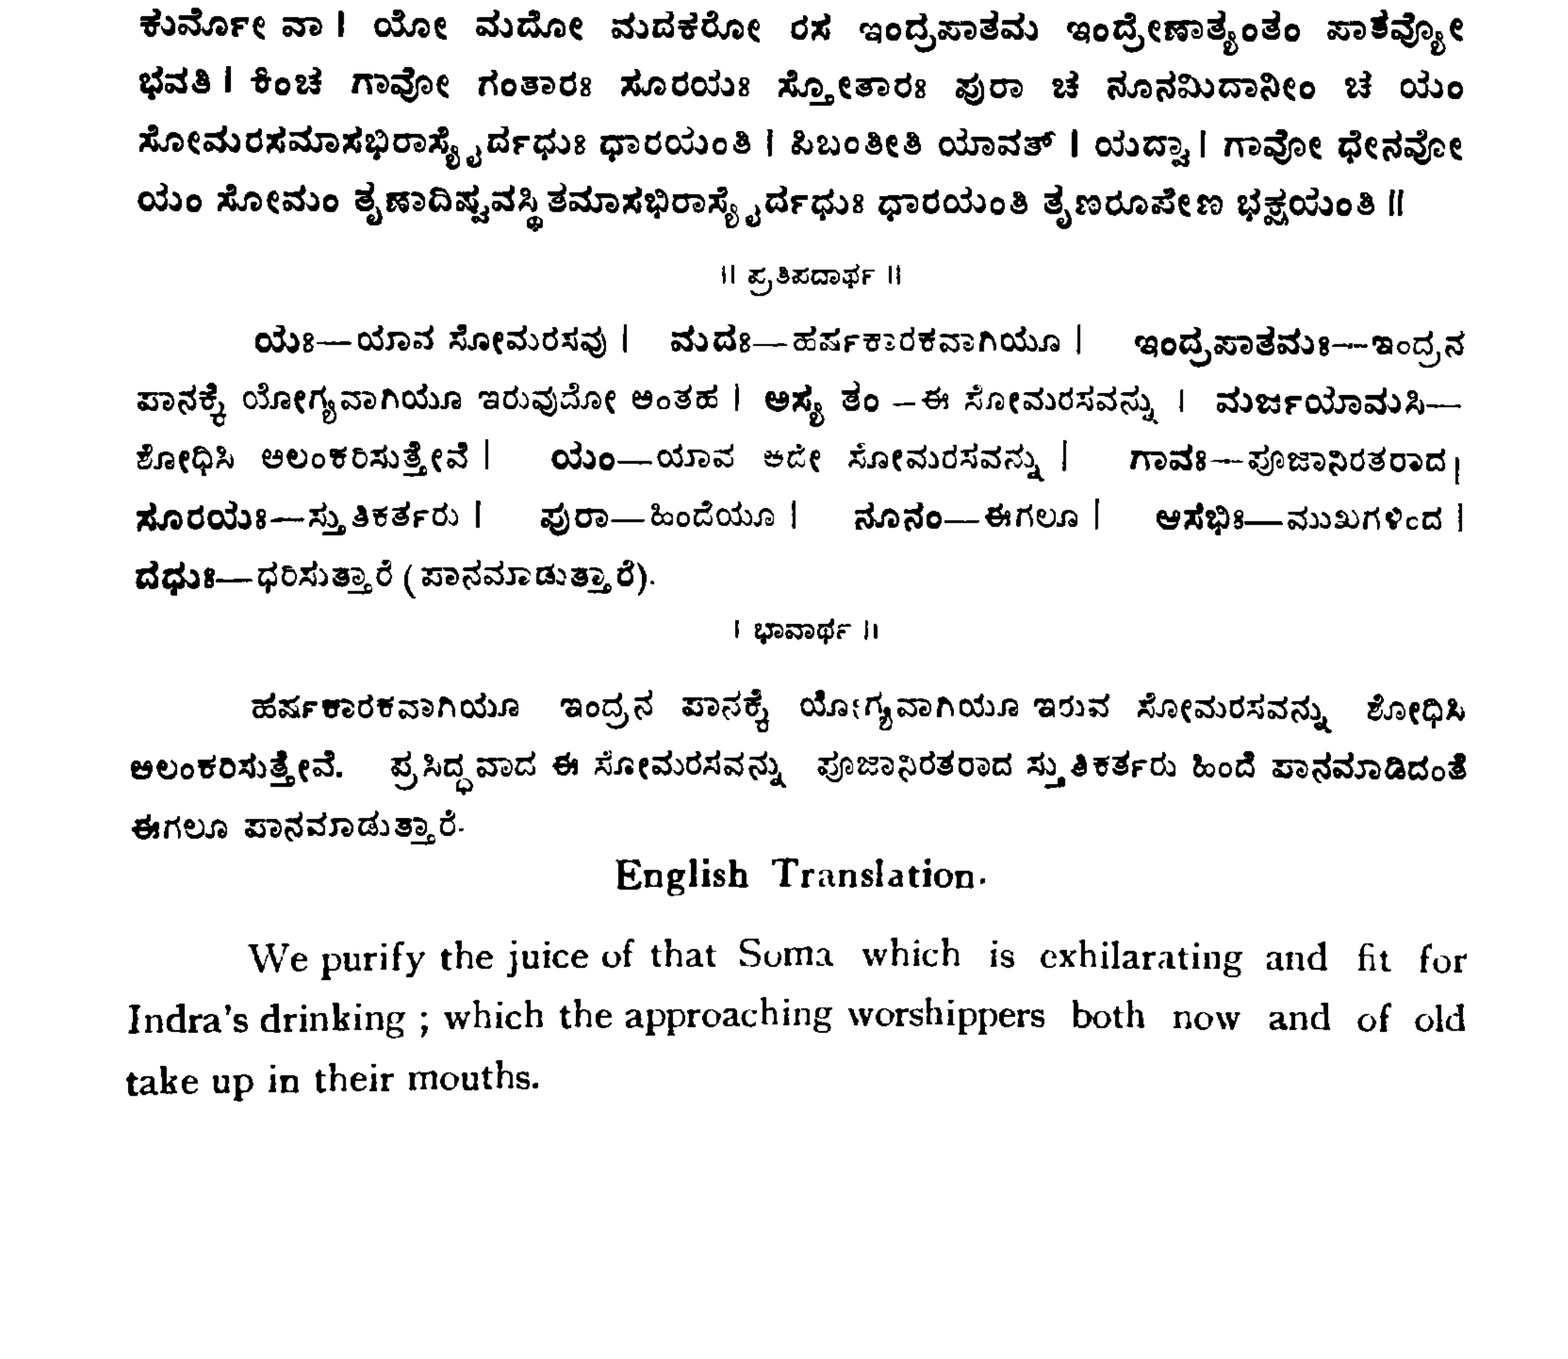 ಕುರ್ಮೋ ವಾ । ಯೋ ಮದೋ ಮದಕರೋ ರಸ ಇಂದ್ರಪಾತಮ ಇಂದ್ರೇಣಾತ್ಯಂತಂ ಪಾತವ್ಯೋ
ಭವತಿ । ಕಿಂಚ ಗಾವೋ ಗಂತಾರಃ ಸೂರಯಃ ಸ್ತೋತಾರಃ ಪುರಾ ಚ ನೂನಮಿದಾನೀಂ ಚ ಯಂ
ಸೋಮರಸಮಾಸಭಿರಾಸ್ಯೈರ್ದಧುಃ ಧಾರಯಂತಿ । ಪಿಬಂತೀತಿ ಯಾವತ್ । ಯದ್ವಾ । ಗಾವೋ ಧೇನವೋ
ಯಂ ಸೋಮಂ ತೃಣಾದಿಷ್ವವಸ್ಥಿತಮಾಸಭಿರಾಸ್ಯೈರ್ದಧುಃ ಧಾರಯಂತಿ ತೃಣರೂಪೇಣ ಭಕ್ಷಯಂತಿ ॥
॥ ಪ್ರತಿಪದಾರ್ಥ ॥
ಯಃ—ಯಾವ ಸೋಮರಸವು । ಮದಃ—ಹರ್ಷಕಾರಕವಾಗಿಯೂ । ಇಂದ್ರಪಾತಮಃ—ಇಂದ್ರನ
ಪಾನಕ್ಕೆ ಯೋಗ್ಯವಾಗಿಯೂ ಇರುವುದೋ ಅಂತಹ । ಅಸ್ಯ ತಂ –ಈ ಸೋಮರಸವನ್ನು । ಮರ್ಜಯಾಮಸಿ—
ಶೋಧಿಸಿ ಅಲಂಕರಿಸುತ್ತೇವೆ । ಯಂ—ಯಾವ ಅದೇ ಸೋಮರಸವನ್ನು । ಗಾವಃ—ಪೂಜಾನಿರತರಾದ ।
ಸೂರಯಃ—ಸ್ತುತಿಕರ್ತರು । ಪುರಾ—ಹಿಂದೆಯೂ । ನೂನಂ—ಈಗಲೂ । ಆಸಭಿಃ—ಮುಖಗಳಿಂದ ।
ದಧುಃ—ಧರಿಸುತ್ತಾರೆ (ಪಾನಮಾಡುತ್ತಾರೆ).
। ಭಾವಾರ್ಥ ॥
ಹರ್ಷಕಾರಕವಾಗಿಯೂ ಇಂದ್ರನ ಪಾನಕ್ಕೆ ಯೋಗ್ಯವಾಗಿಯೂ ಇರುವ ಸೋಮರಸವನ್ನು ಶೋಧಿಸಿ
ಅಲಂಕರಿಸುತ್ತೇವೆ. ಪ್ರಸಿದ್ಧವಾದ ಈ ಸೋಮರಸವನ್ನು ಪೂಜಾನಿರತರಾದ ಸ್ತುತಿಕರ್ತರು ಹಿಂದೆ ಪಾನಮಾಡಿದಂತೆ
ಈಗಲೂ ಪಾನಮಾಡುತ್ತಾರೆ.
English Translation.
We purify the juice of that Soma which is exhilarating and fit for
Indra's drinking ; which the approaching worshippers both now and of old
take up in their mouths.